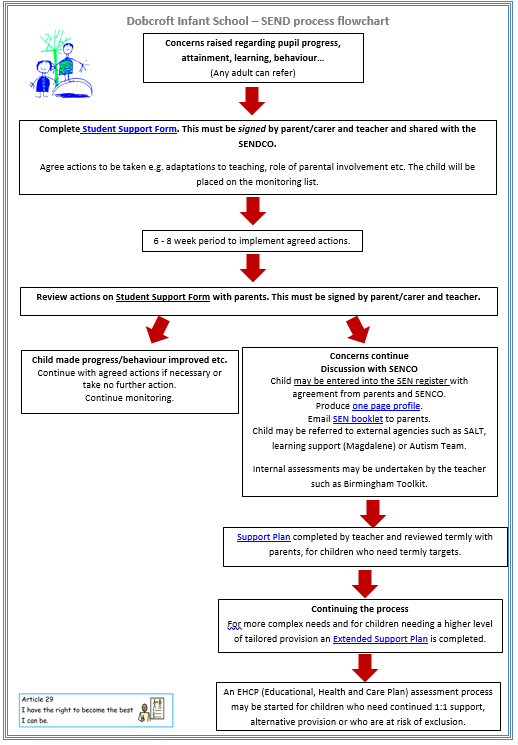 Dobcroft Infant School – SEND process flowchart
Concerns raised regarding pupil progress,
attainment, learning, behaviour...
(Any adult can refer)
Complete Student Support Form. This must be signed by parent/carer and teacher and shared with the
SENDCO.
Agree actions to be taken e.g. adaptations to teaching, role of parental involvement etc. The child will be
placed on the monitoring list.
6 - 8 week period to implement agreed actions.
Review actions on Student Support Form with parents. This must be signed by parent/carer and teacher.
Child made progress/behaviour improved etc.
Continue with agreed actions if necessary or
take no further action.
Continue monitoring.
Concerns continue
Discussion with SENCO
Child may be entered into the SEN register with
agreement from parents and SENCO.
Produce one page profile.
Email SEN booklet to parents.
Child may be referred to external agencies such as SALT,
learning support (Magdalene) or Autism Team.
Internal assessments may be undertaken by the teacher
such as Birmingham Toolkit.
Support Plan completed by teacher and reviewed termly with
parents, for children who need termly targets.
Continuing the process
For more complex needs and for children needing a higher level
of tailored provision an Extended Support Plan is completed.
An EHCP (Educational, Health and Care Plan) assessment process
may be started for children who need continued 1:1 support,
alternative provision or who are at risk of exclusion.
Article 29
I have the right to become the best
I can be.